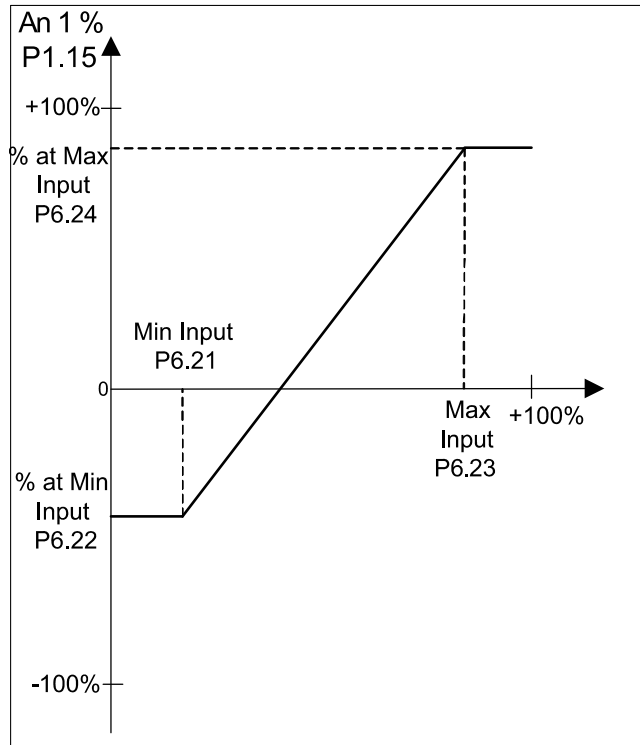 An 1 %
P1.15
+100%
% at Max
Input
P6.24
Min Input
P6.21
0
Max
Input
P6.23
+100%
% at Min
Input
P6.22
-100%